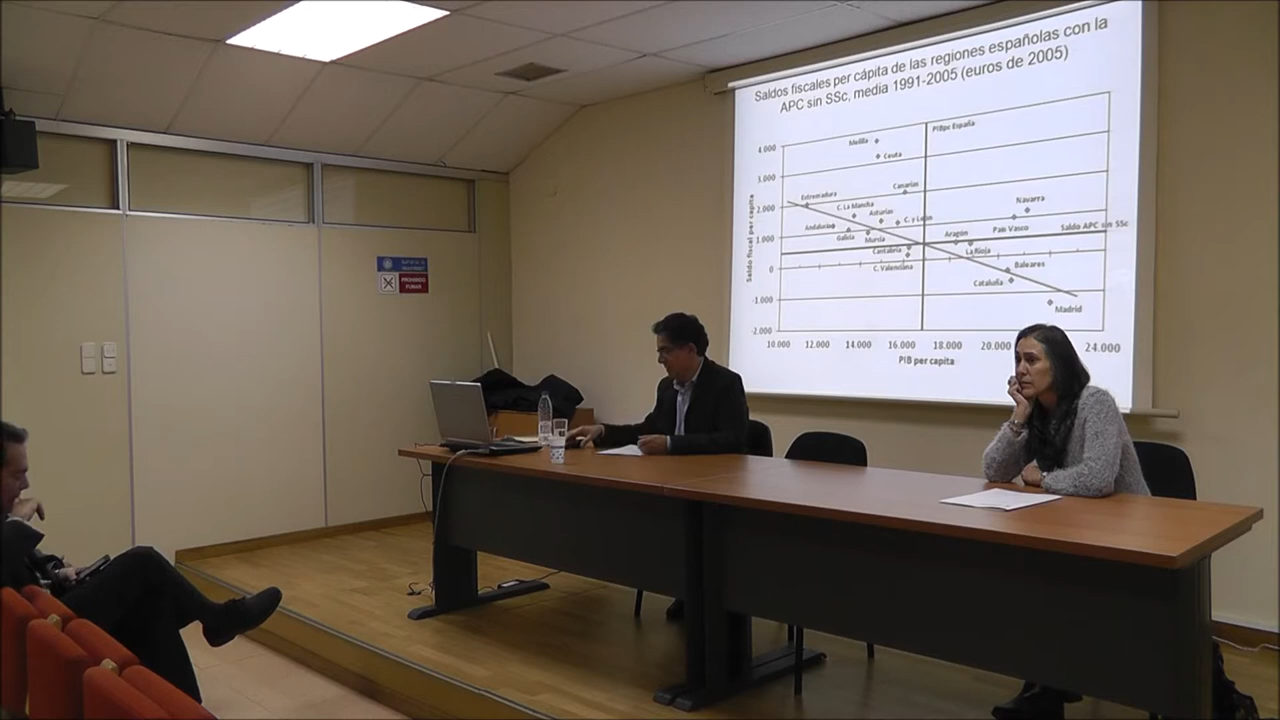 Saldos fiscales per cápita de las regiones españolas con la
APC sin SSc, media 1991-2005 (euros de 2005)
4.000
3.000
2.000
1.000
0
-1.000
-2.000
Saldo fiscal per capita
PIBpc España
Melilla
Ceuta
Canarias
Extremadura
C. La Mancha
Asturias
C. y León
Andalucía
Galicia
Murcia
Cantabria
C. Valenciana
Navarra
País Vasco
Aragón
La Rioja
Saldo APC sin SSc
Baleares
Cataluña
Madrid
10.000 12.000 14.000 16.000 18.000 20.000 24.000
PIB per capita
PROHIBIDO
FUMAR